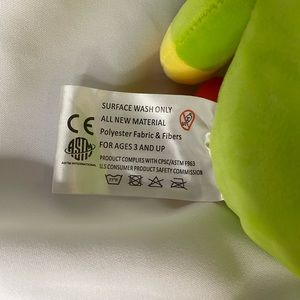 SURFACE WASH ONLY
ALL NEW MATERIAL
Polyester Fabric & Fibers
FOR AGES 3 AND UP
CE
ASTM
ASTM INTERNATIONAL
PRODUCT COMPLIES WITH CPSC/ASTM F963
U.S CONSUMER PRODUCT SAFETY COMMISSION